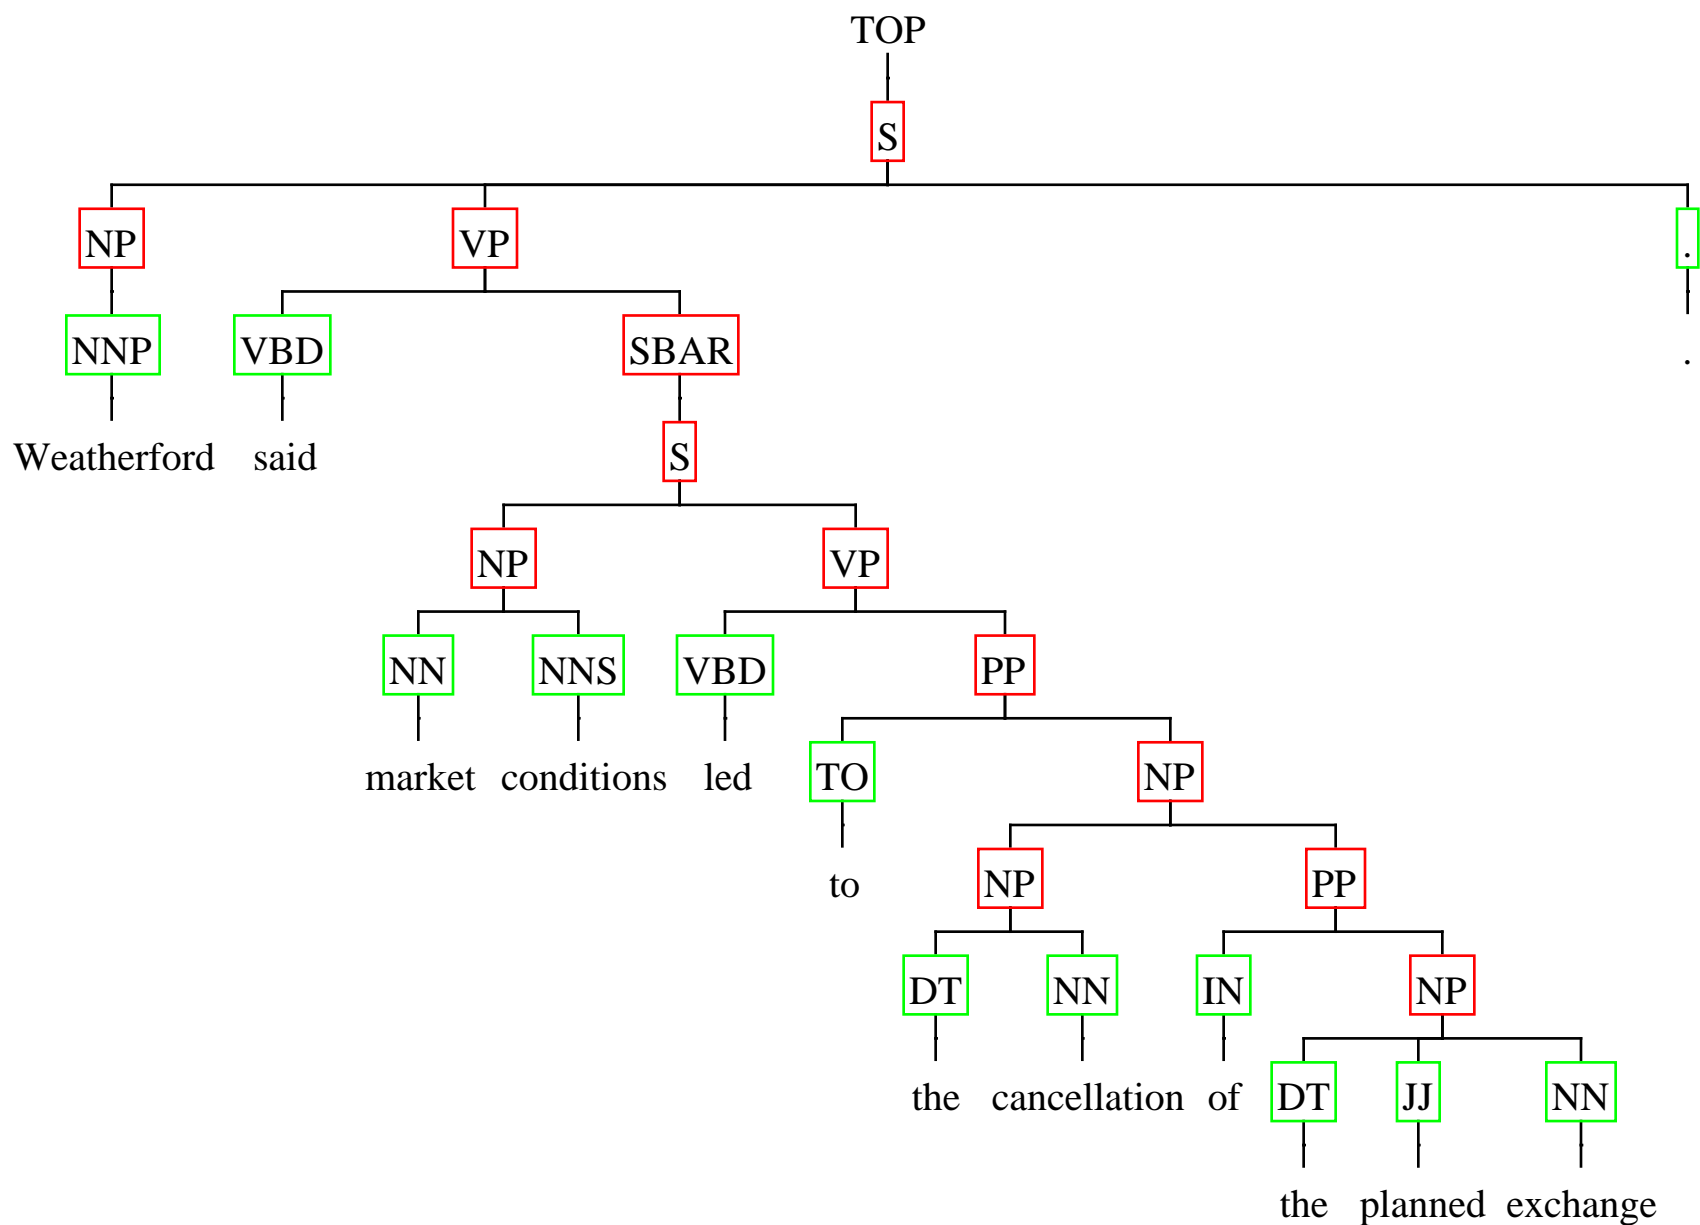 TOP
S
NP VP .
NNP VBD SBAR .
Weatherford said S
NP VP
NN NNS VBD PP
market conditions led TO NP
to NP PP
DT NN IN NP
the cancellation of DT JJ NN
the planned exchange